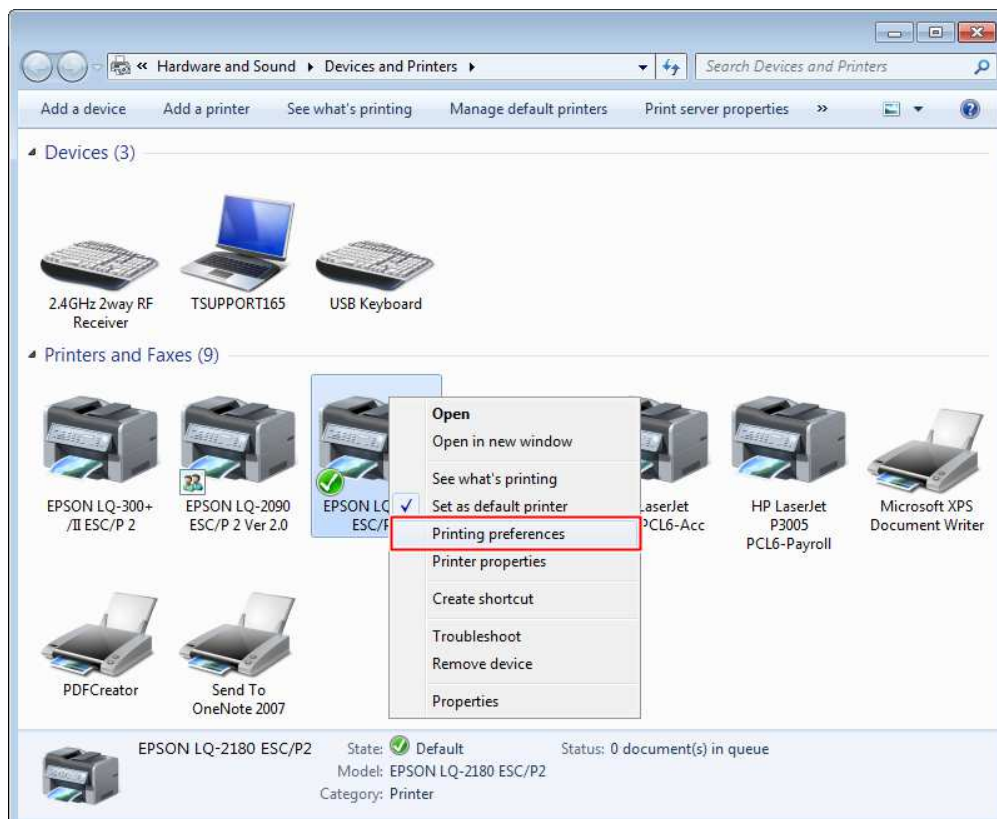 « Hardware and Sound ▸ Devices and Printers ▸
Search Devices and Printers
Add a device Add a printer See what's printing Manage default printers Print server properties »
Devices (3)
2.4GHz 2way RF
Receiver
TSUPPORT165
USB Keyboard
Printers and Faxes (9)
EPSON LQ-300+
/II ESC/P 2
EPSON LQ-2090
ESC/P 2 Ver 2.0
EPSON
ESC/
Open
Open in new window
See what's printing
Set as default printer
Printing preferences
Printer properties
Create shortcut
Troubleshoot
Remove device
Properties
PCL6-Acc
HP LaserJet
P3005
PCL6-Payroll
Microsoft XPS
Document Writer
PDFCreator
Send To
OneNote 2007
EPSON LQ-2180 ESC/P2 State: Default Status: 0 document(s) in queue
Model: EPSON LQ-2180 ESC/P2
Category: Printer